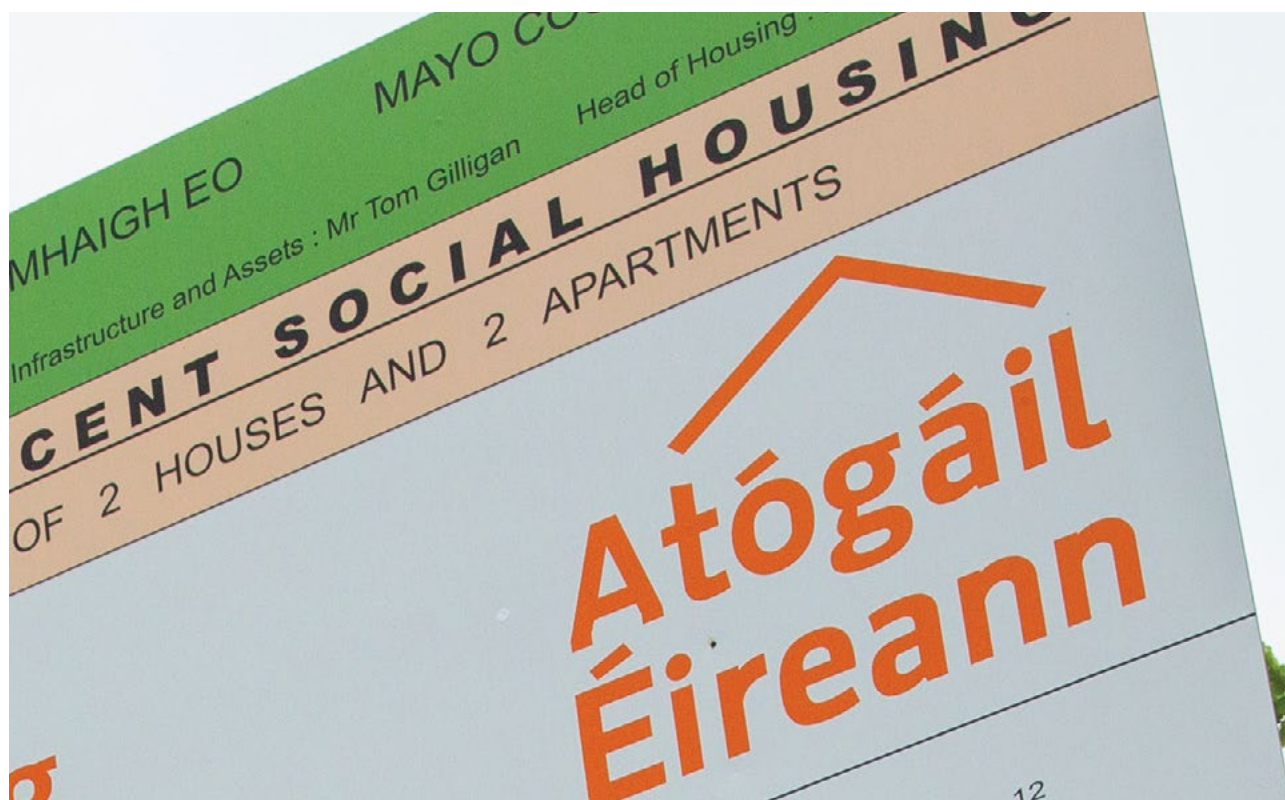 MHAIGH EO MAYO
Infrastructure and Assets : Mr Tom Gilligan Head of Housing :
CENT SOCIAL HOUSING
OF 2 HOUSES AND 2 APARTMENTS
Atógáil
Éireann
g
12